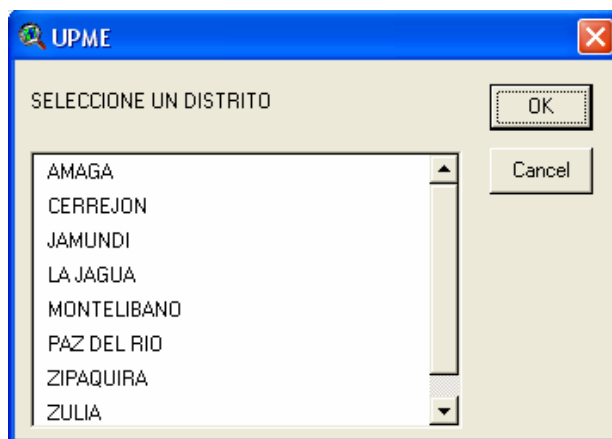 UPME
SELECCIONE UN DISTRITO
OK
Cancel
AMAGA
CERREJON
JAMUNDI
LA JAGUA
MONTELIBANO
PAZ DEL RIO
ZIPAQUIRA
ZULIA